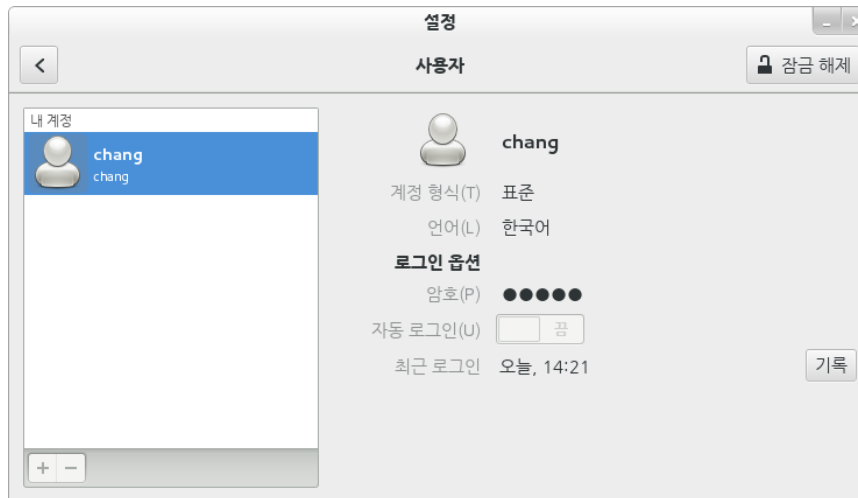 설정
사용자
잠금 해제
내 계정
chang
chang
chang
계정 형식(T) 표준
언어(L) 한국어
로그인 옵션
암호(P) ●●●●●
자동 로그인(U) 끔
최근 로그인 오늘, 14:21
기록